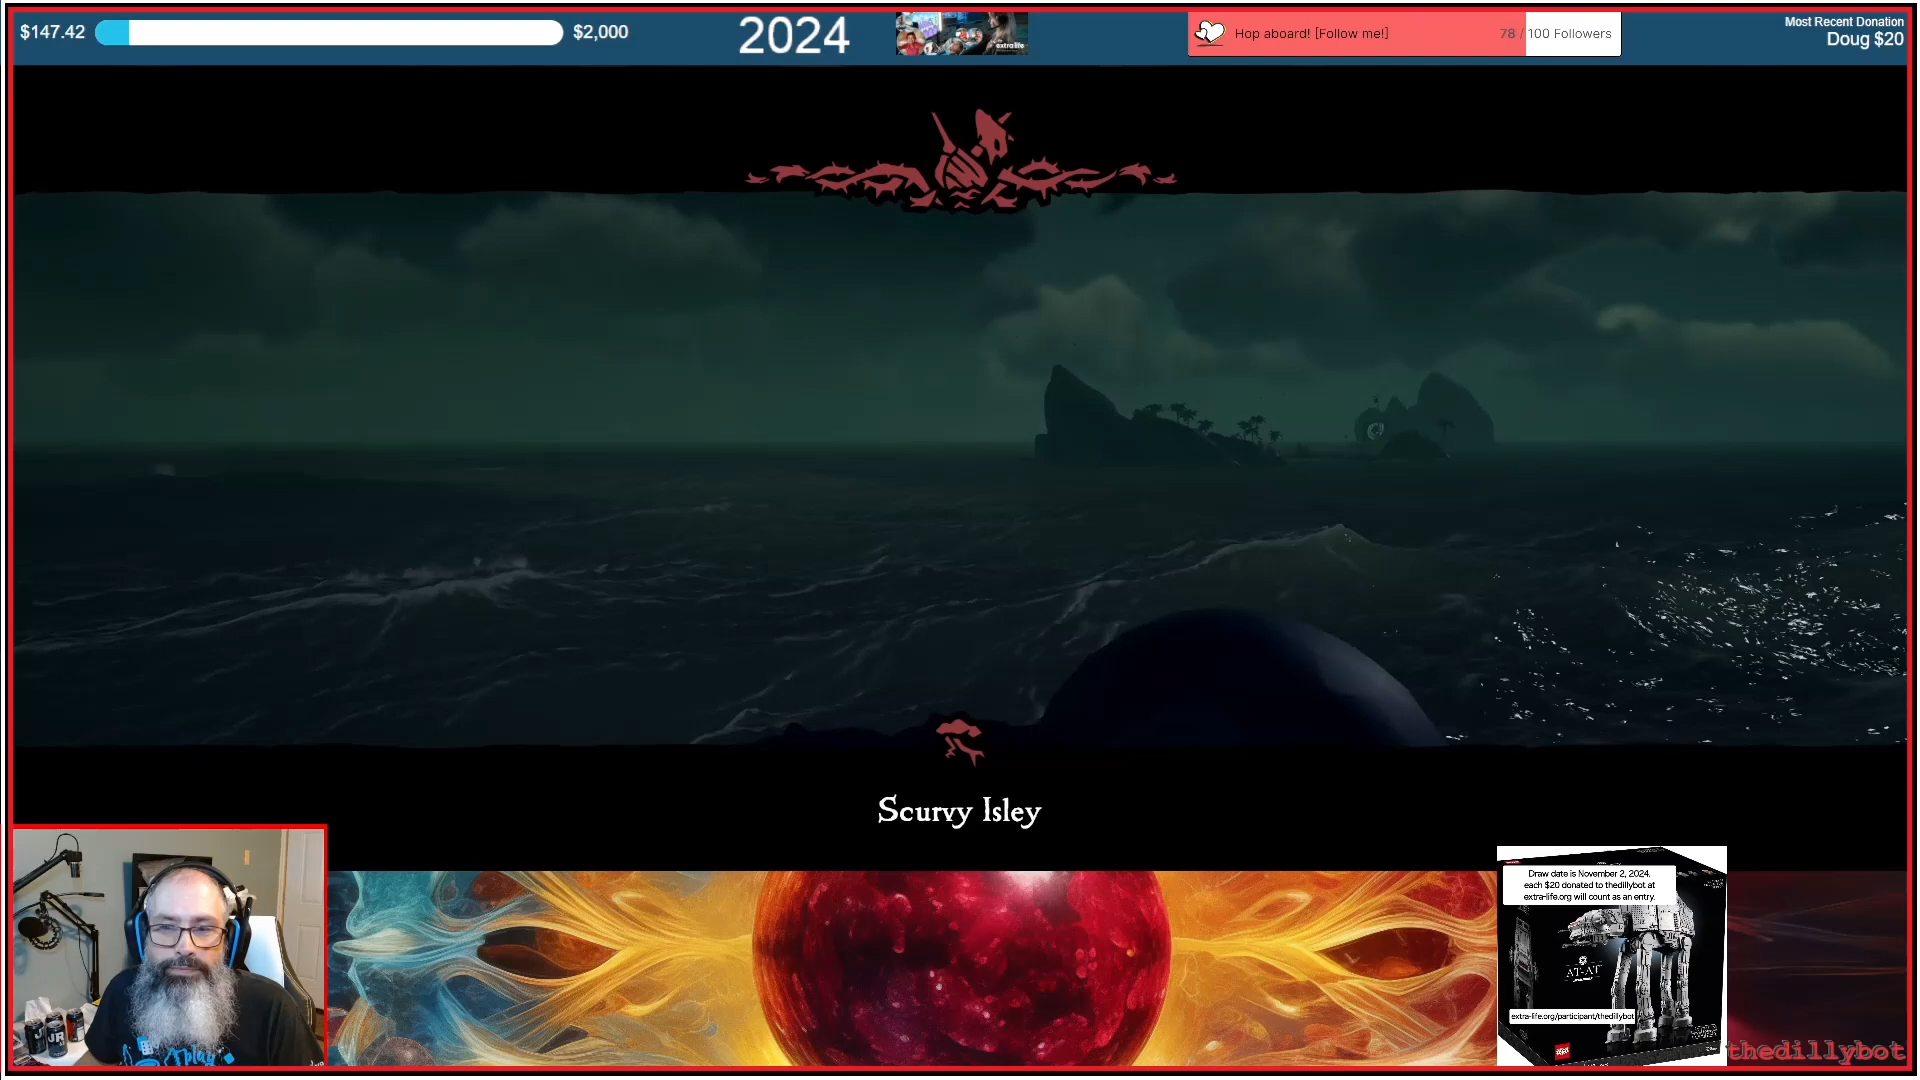 $147.42
$2,000
2024
extralife
Hop aboard! [Follow me!]
78 / 100 Followers
Most Recent Donation
Doug $20
Scurvy Isley
Draw date is November 2, 2024.
each $20 donated to thedillybot at
extra-life.org will count as an entry.
AT-AT
extra-life.org/participant/thedillybot
LEGO
thedillybot
play